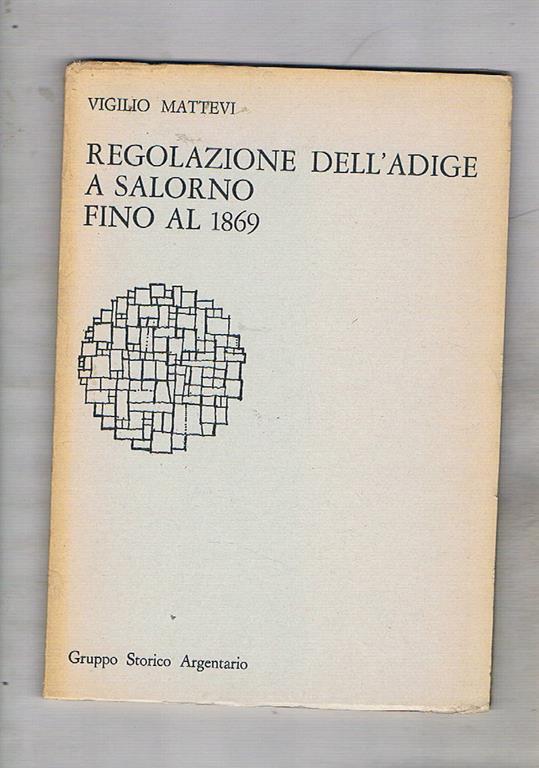 VIGILIO MATTEVI
REGOLAZIONE DELL'ADIGE
A SALORNO
FINO AL 1869
Gruppo Storico Argentario